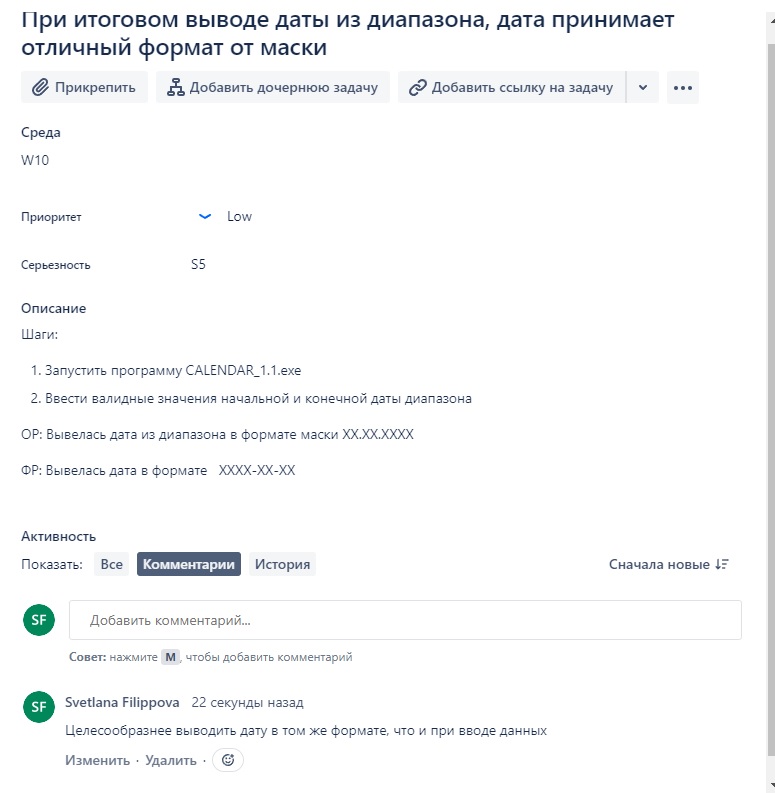 При итоговом выводе даты из диапазона, дата принимает
отличный формат от маски
Прикрепить
Добавить дочернюю задачу
Добавить ссылку на задачу
Среда
W10
Приоритет
Low
Серьезность
S5
Описание
Шаги:
1. Запустить программу CALENDAR_1.1.exe
2. Ввести валидные значения начальной и конечной даты диапазона
ОР: Вывелась дата из диапазона в формате маски XX.XX.XXXX
ФР: Вывелась дата в формате XXXX-XX-XX
Активность
Показать: Все Комментарии История Сначала новые
SF
Добавить комментарий...
Совет: нажмите M, чтобы добавить комментарий
SF
Svetlana Filippova 22 секунды назад
Целесообразнее выводить дату в том же формате, что и при вводе данных
Изменить · Удалить ·